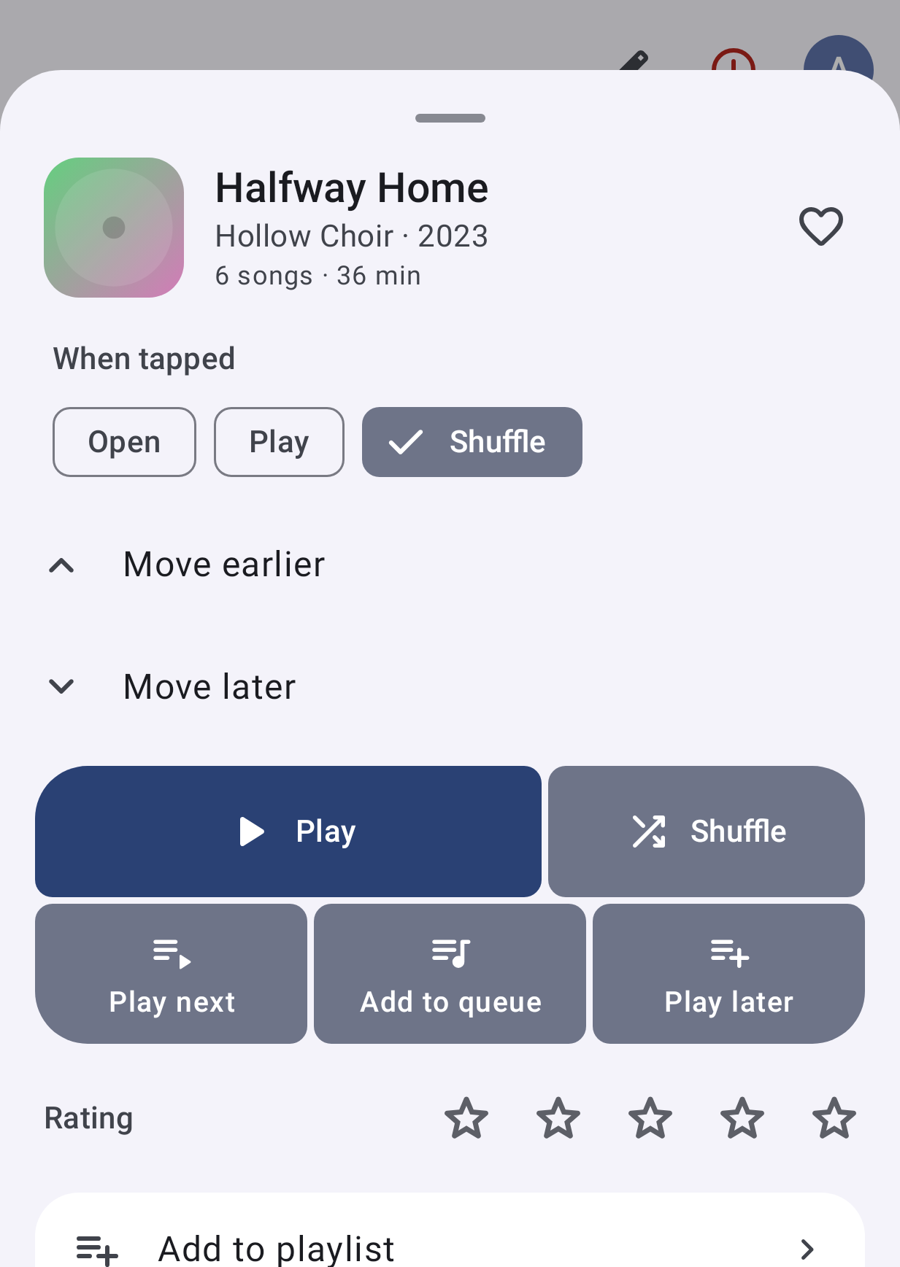 Halfway Home
Hollow Choir · 2023
6 songs · 36 min
When tapped
Open
Play
Shuffle
Move earlier
Move later
Play
Shuffle
Play next
Add to queue
Play later
Rating
Add to playlist